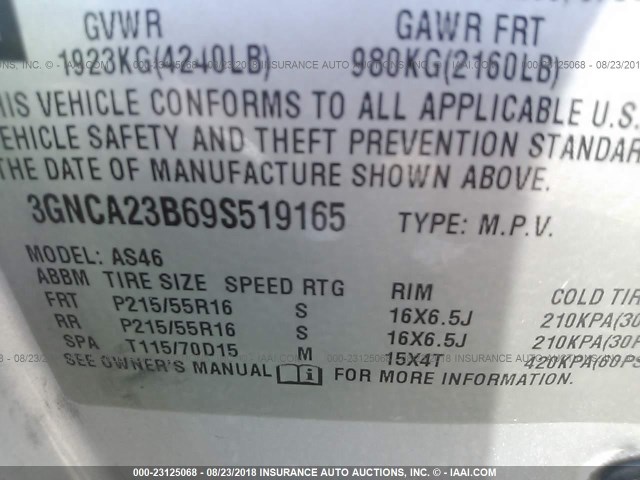 GVWR GAWR FRT
1923KG(4240LB) 980KG(2160LB)
HIS VEHICLE CONFORMS TO ALL APPLICABLE U.S.
EHICLE SAFETY AND THEFT PREVENTION STANDAR
THE DATE OF MANUFACTURE SHOWN ABOVE.
3GNCA23B69S519165 TYPE: M.P.V.
MODEL: AS46
ABBM TIRE SIZE SPEED RTG RIM COLD TIR
FRT P215/55R16 S 16X6.5J 210KPA(30
RR P215/55R16 S 16X6.5J 210KPA(30P
SPA T115/70D15 M 15X4T 420KPA(60PS
SEE OWNER'S MANUAL i FOR MORE INFORMATION.
000-23125068 - 08/23/2018 INSURANCE AUTO AUCTIONS - IAAI.COM